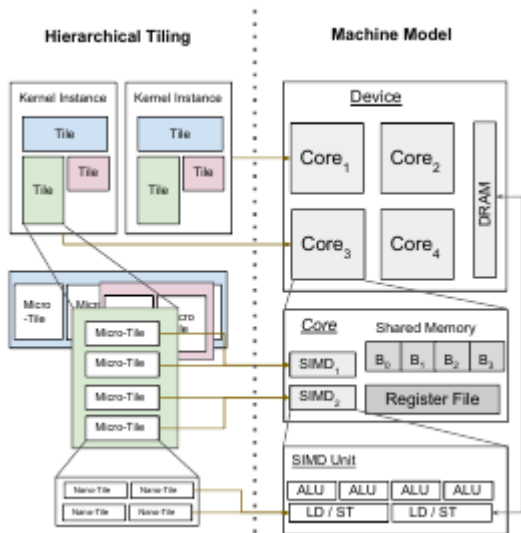 Hierarchical Tiling
Machine Model
Kernel Instance
Kernel Instance
Tile
Tile
Tile
Tile
Tile
Tile
Device
Core1
Core2
Core3
Core4
DRAM
Micro
-Tile
Micro-Tile
Micro-Tile
Micro-Tile
Micro-Tile
Core
Shared Memory
SIMD1
SIMD2
B0
B1
B2
B3
Register File
Nano-Tile
Nano-Tile
Nano-Tile
Nano-Tile
SIMD Unit
ALU
ALU
ALU
ALU
LD / ST
LD / ST